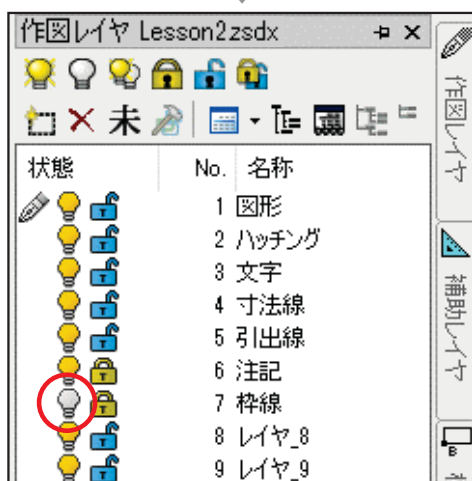 作図レイヤ Lesson2.zsdx
未
状態 No. 名称
1 図形
2 ハッチング
3 文字
4 寸法線
5 引出線
6 注記
7 枠線
8 レイヤ_8
9 レイヤ_9
作図レイヤ
補助レイヤ
B